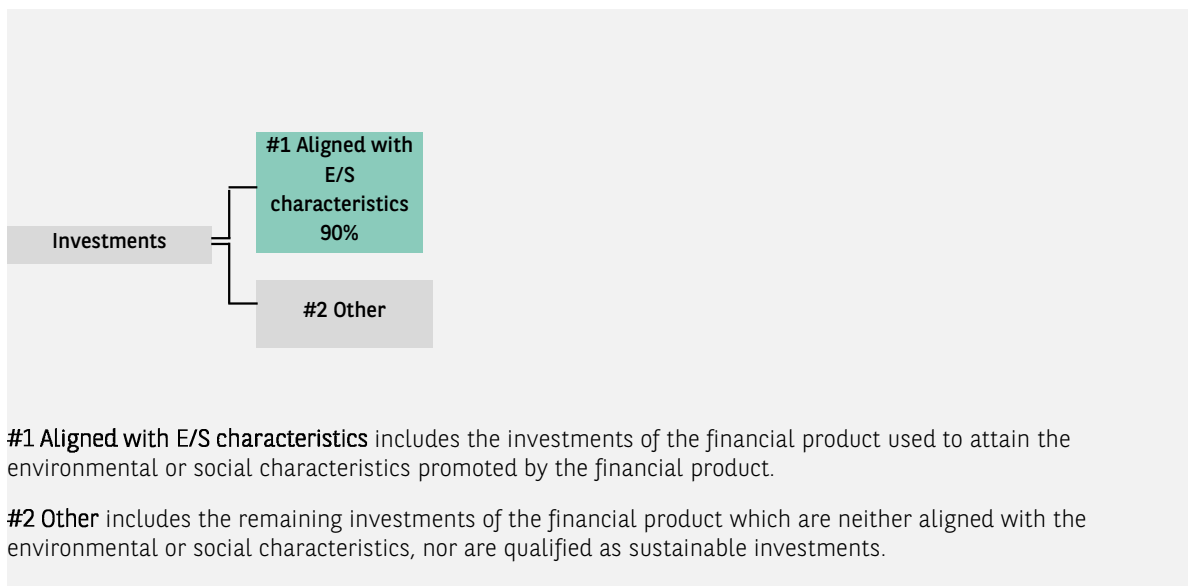 #1 Aligned with
E/S
characteristics
90%
Investments
#2 Other
#1 Aligned with E/S characteristics includes the investments of the financial product used to attain the
environmental or social characteristics promoted by the financial product.
#2 Other includes the remaining investments of the financial product which are neither aligned with the
environmental or social characteristics, nor are qualified as sustainable investments.